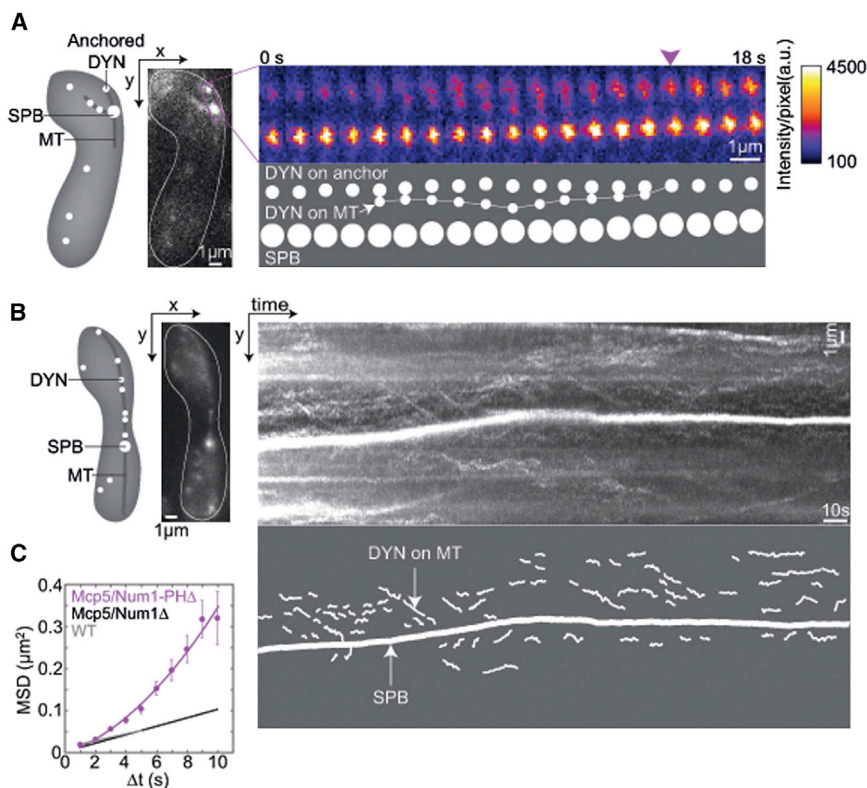 A
Anchored
DYN
SPB
MT
x
y
1µm
0 s
18 s
1µm
DYN on anchor
DYN on MT
SPB
4500
100
Intensity/pixel(a.u.)
B
x
y
time
y
DYN
SPB
MT
1µm
1µm
10s
DYN on MT
SPB
C
Mcp5/Num1-PHΔ
Mcp5/Num1Δ
WT
MSD (µm²)
0.4
0.3
0.2
0.1
0
0 2 4 6 8 10
Δt (s)